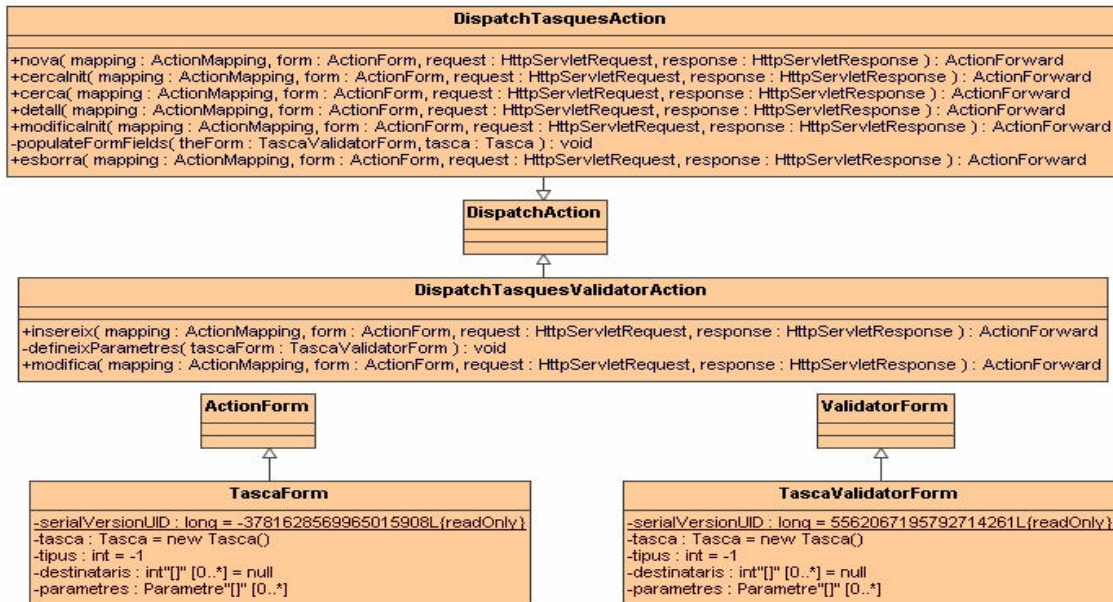 DispatchTasquesAction
+nova( mapping : ActionMapping, form : ActionForm, request : HttpServletRequest, response : HttpServletResponse ) : ActionForward
+cercaInit( mapping : ActionMapping, form : ActionForm, request : HttpServletRequest, response : HttpServletResponse ) : ActionForward
+cerca( mapping : ActionMapping, form : ActionForm, request : HttpServletRequest, response : HttpServletResponse ) : ActionForward
+detall( mapping : ActionMapping, form : ActionForm, request : HttpServletRequest, response : HttpServletResponse ) : ActionForward
+modificaInit( mapping : ActionMapping, form : ActionForm, request : HttpServletRequest, response : HttpServletResponse ) : ActionForward
-populateFormFields( theForm : TascaValidatorForm, tasca : Tasca ) : void
+esborra( mapping : ActionMapping, form : ActionForm, request : HttpServletRequest, response : HttpServletResponse ) : ActionForward
DispatchAction
DispatchTasquesValidatorAction
+insereix( mapping : ActionMapping, form : ActionForm, request : HttpServletRequest, response : HttpServletResponse ) : ActionForward
-defineixParametres( tascaForm : TascaValidatorForm ) : void
+modifica( mapping : ActionMapping, form : ActionForm, request : HttpServletRequest, response : HttpServletResponse ) : ActionForward
ActionForm
ValidatorForm
TascaForm
-serialVersionUID : long = -3781628569965015908L{readOnly}
-tasca : Tasca = new Tasca()
-tipus : int = -1
-destinataris : int"[]" [0..*] = null
-parametres : Parametre"[]" [0..*]
TascaValidatorForm
-serialVersionUID : long = 5562067195792714261L{readOnly}
-tasca : Tasca = new Tasca()
-tipus : int = -1
-destinataris : int"[]" [0..*] = null
-parametres : Parametre"[]" [0..*]